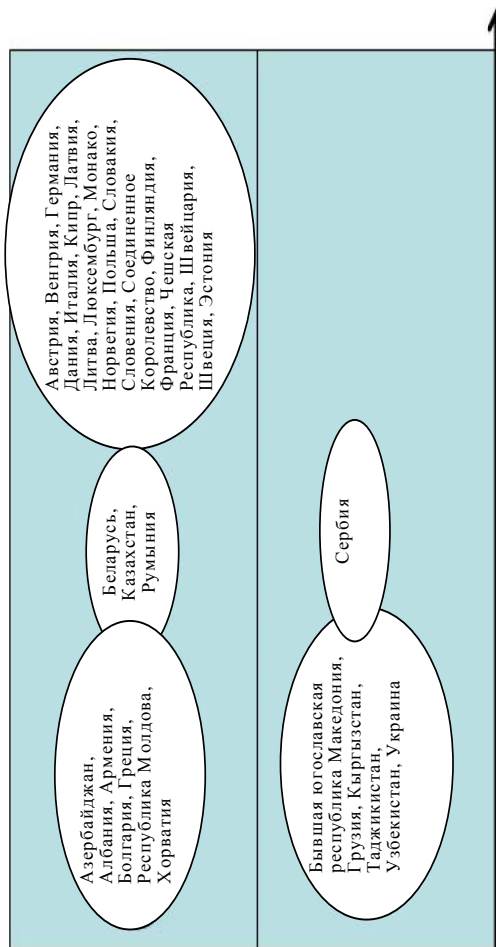 Австрия, Венгрия, Германия,
Дания, Италия, Кипр, Латвия,
Литва, Люксембург, Монако,
Норвегия, Польша, Словакия,
Словения, Соединенное
Королевство, Финляндия,
Франция, Чешская
Республика, Швейцария,
Швеция, Эстония
Беларусь,
Казахстан,
Румыния
Азербайджан,
Албания, Армения,
Болгария, Греция,
Республика Молдова,
Хорватия
Сербия
Бывшая югославская
республика Македония,
Грузия, Кыргызстан,
Таджикистан,
Узбекистан, Украина